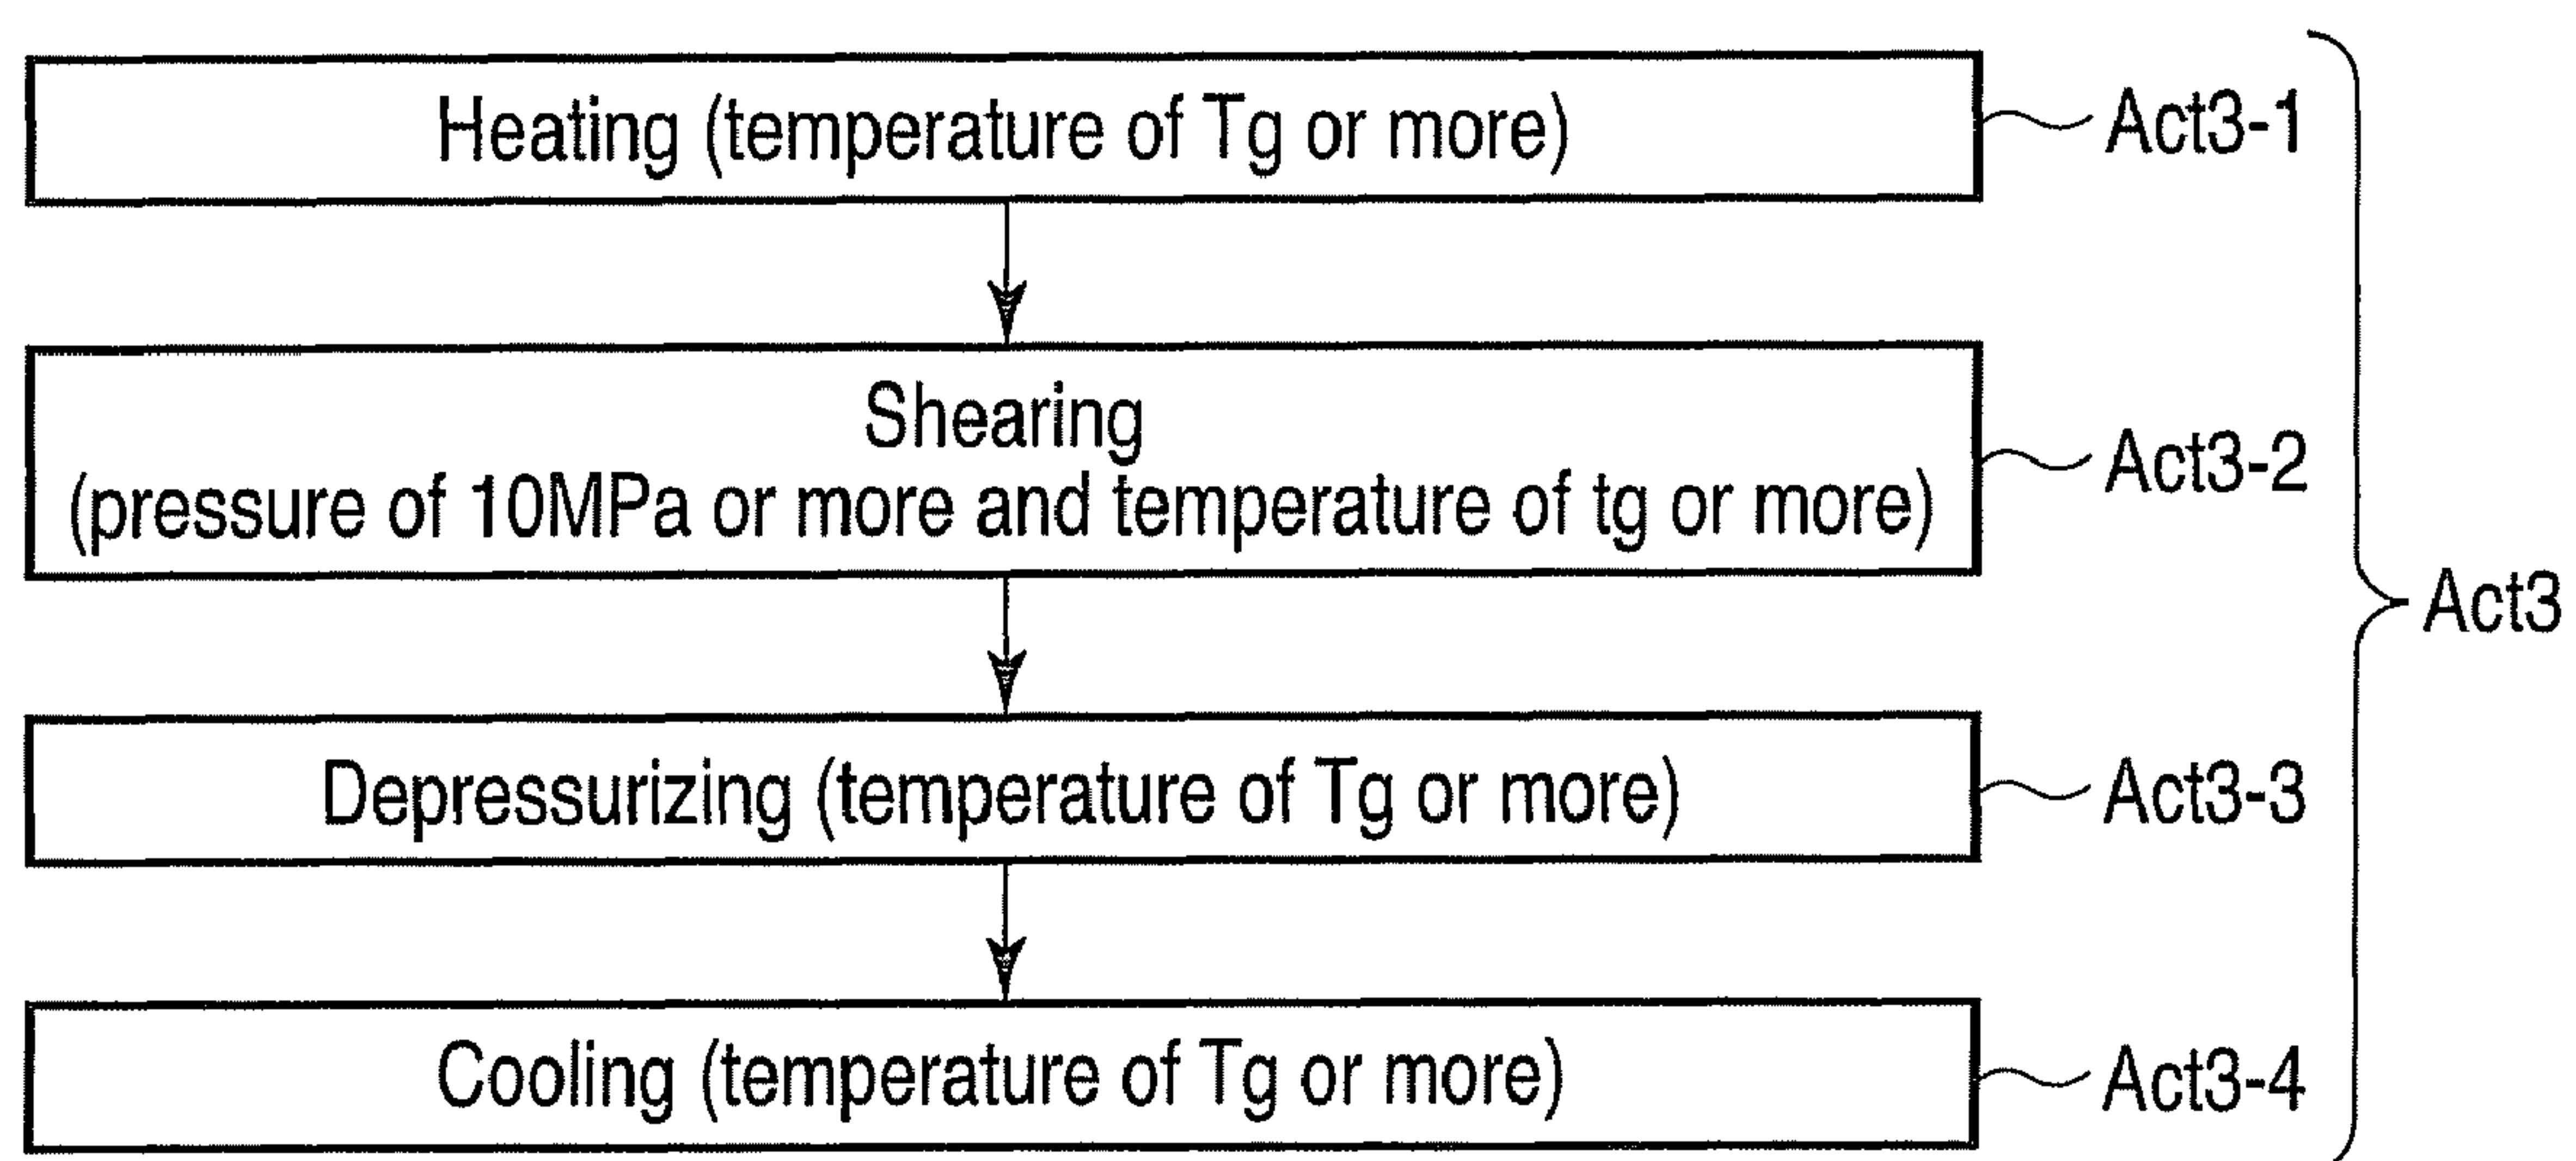 Heating (temperature of Tg or more)
Act3-1
Shearing
(pressure of 10MPa or more and temperature of tg or more)
Act3-2
Act3
Depressurizing (temperature of Tg or more)
Act3-3
Cooling (temperature of Tg or more)
Act3-4